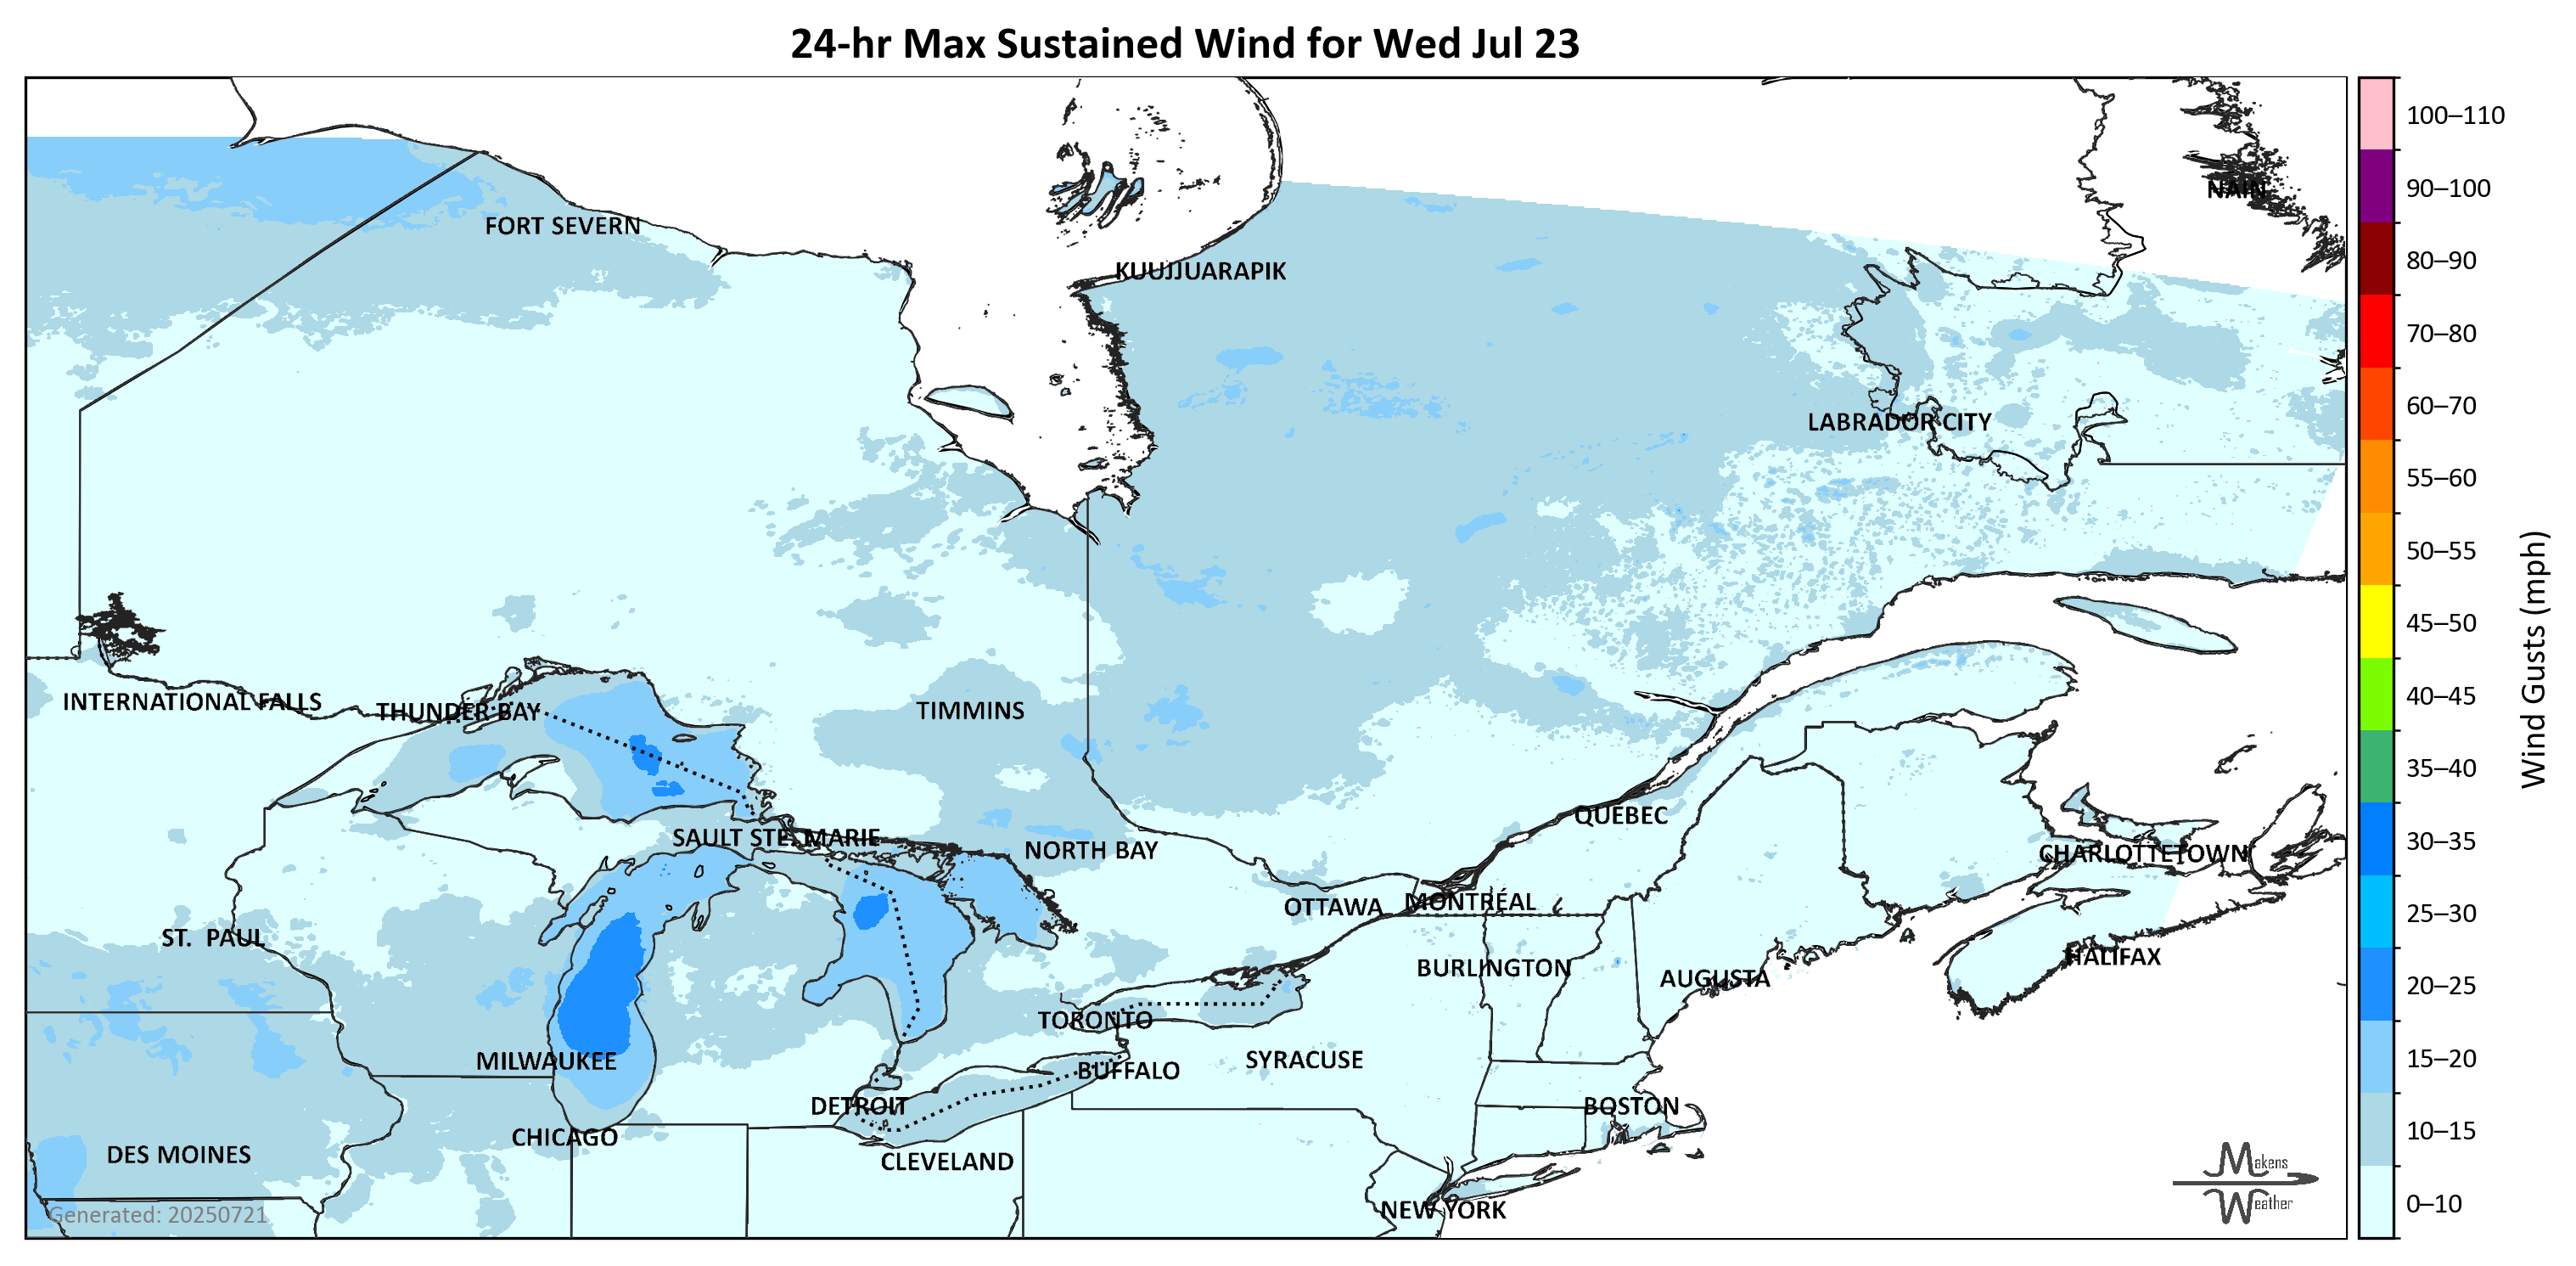 24-hr Max Sustained Wind for Wed Jul 23
100–110
90–100
NAIN
FORT SEVERN
80–90
KUUJJUARAPIK
70–80
60–70
LABRADOR CITY
55–60
50–55
45–50
40–45
INTERNATIONAL FALLS
THUNDER BAY
TIMMINS
35–40
Wind Gusts (mph)
QUEBEC
SAULT STE. MARIE
30–35
NORTH BAY
CHARLOTTETOWN
OTTAWA
MONTRÉAL
25–30
ST. PAUL
HALIFAX
BURLINGTON
AUGUSTA
20–25
TORONTO
MILWAUKEE
SYRACUSE
15–20
BUFFALO
DETROIT
BOSTON
CHICAGO
10–15
DES MOINES
CLEVELAND
Makens
Weather
0–10
NEW YORK
Generated: 20250721